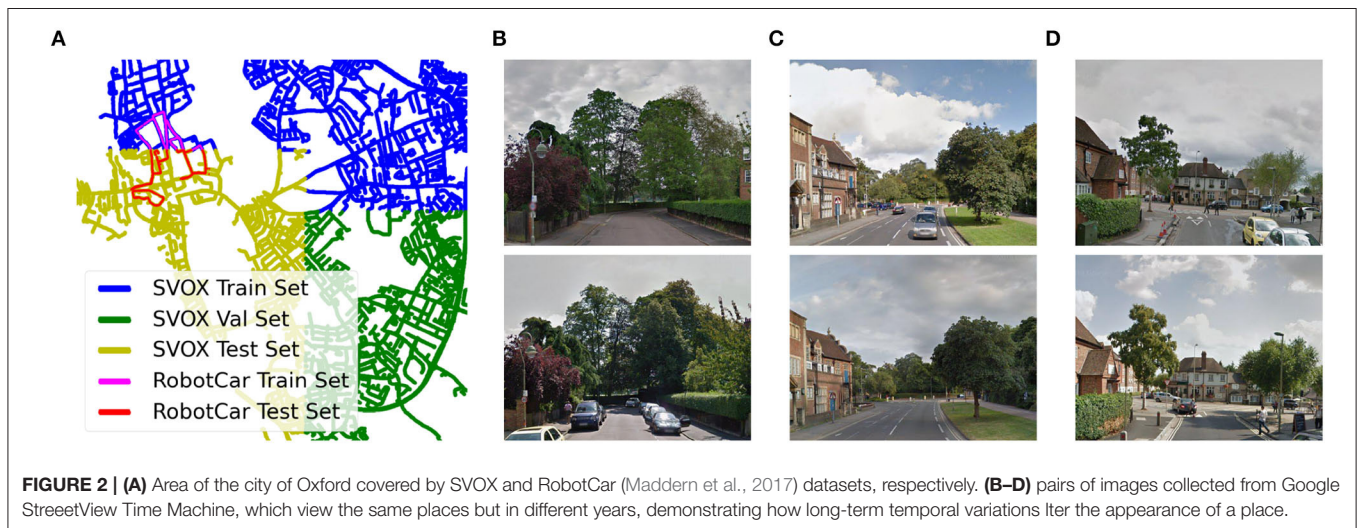 A
B
C
D
SVOX Train Set
SVOX Val Set
SVOX Test Set
RobotCar Train Set
RobotCar Test Set
FIGURE 2 | (A) Area of the city of Oxford covered by SVOX and RobotCar (Maddern et al., 2017) datasets, respectively. (B–D) pairs of images collected from Google
StreeetView Time Machine, which view the same places but in different years, demonstrating how long-term temporal variations lter the appearance of a place.